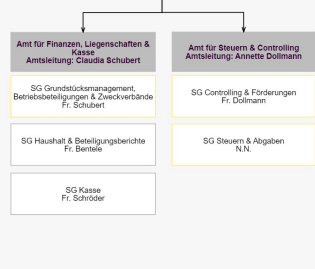 Amt für Finanzen, Liegenschaften &
Kasse
Amtsleitung: Claudia Schubert
SG Grundstücksmanagement,
Betriebsbeteiligungen & Zweckverbände
Fr. Schubert
SG Haushalt & Beteiligungsberichte
Fr. Bentele
SG Kasse
Fr. Schröder
Amt für Steuern & Controlling
Amtsleitung: Annette Dollmann
SG Controlling & Förderungen
Fr. Dollmann
SG Steuern & Abgaben
N.N.